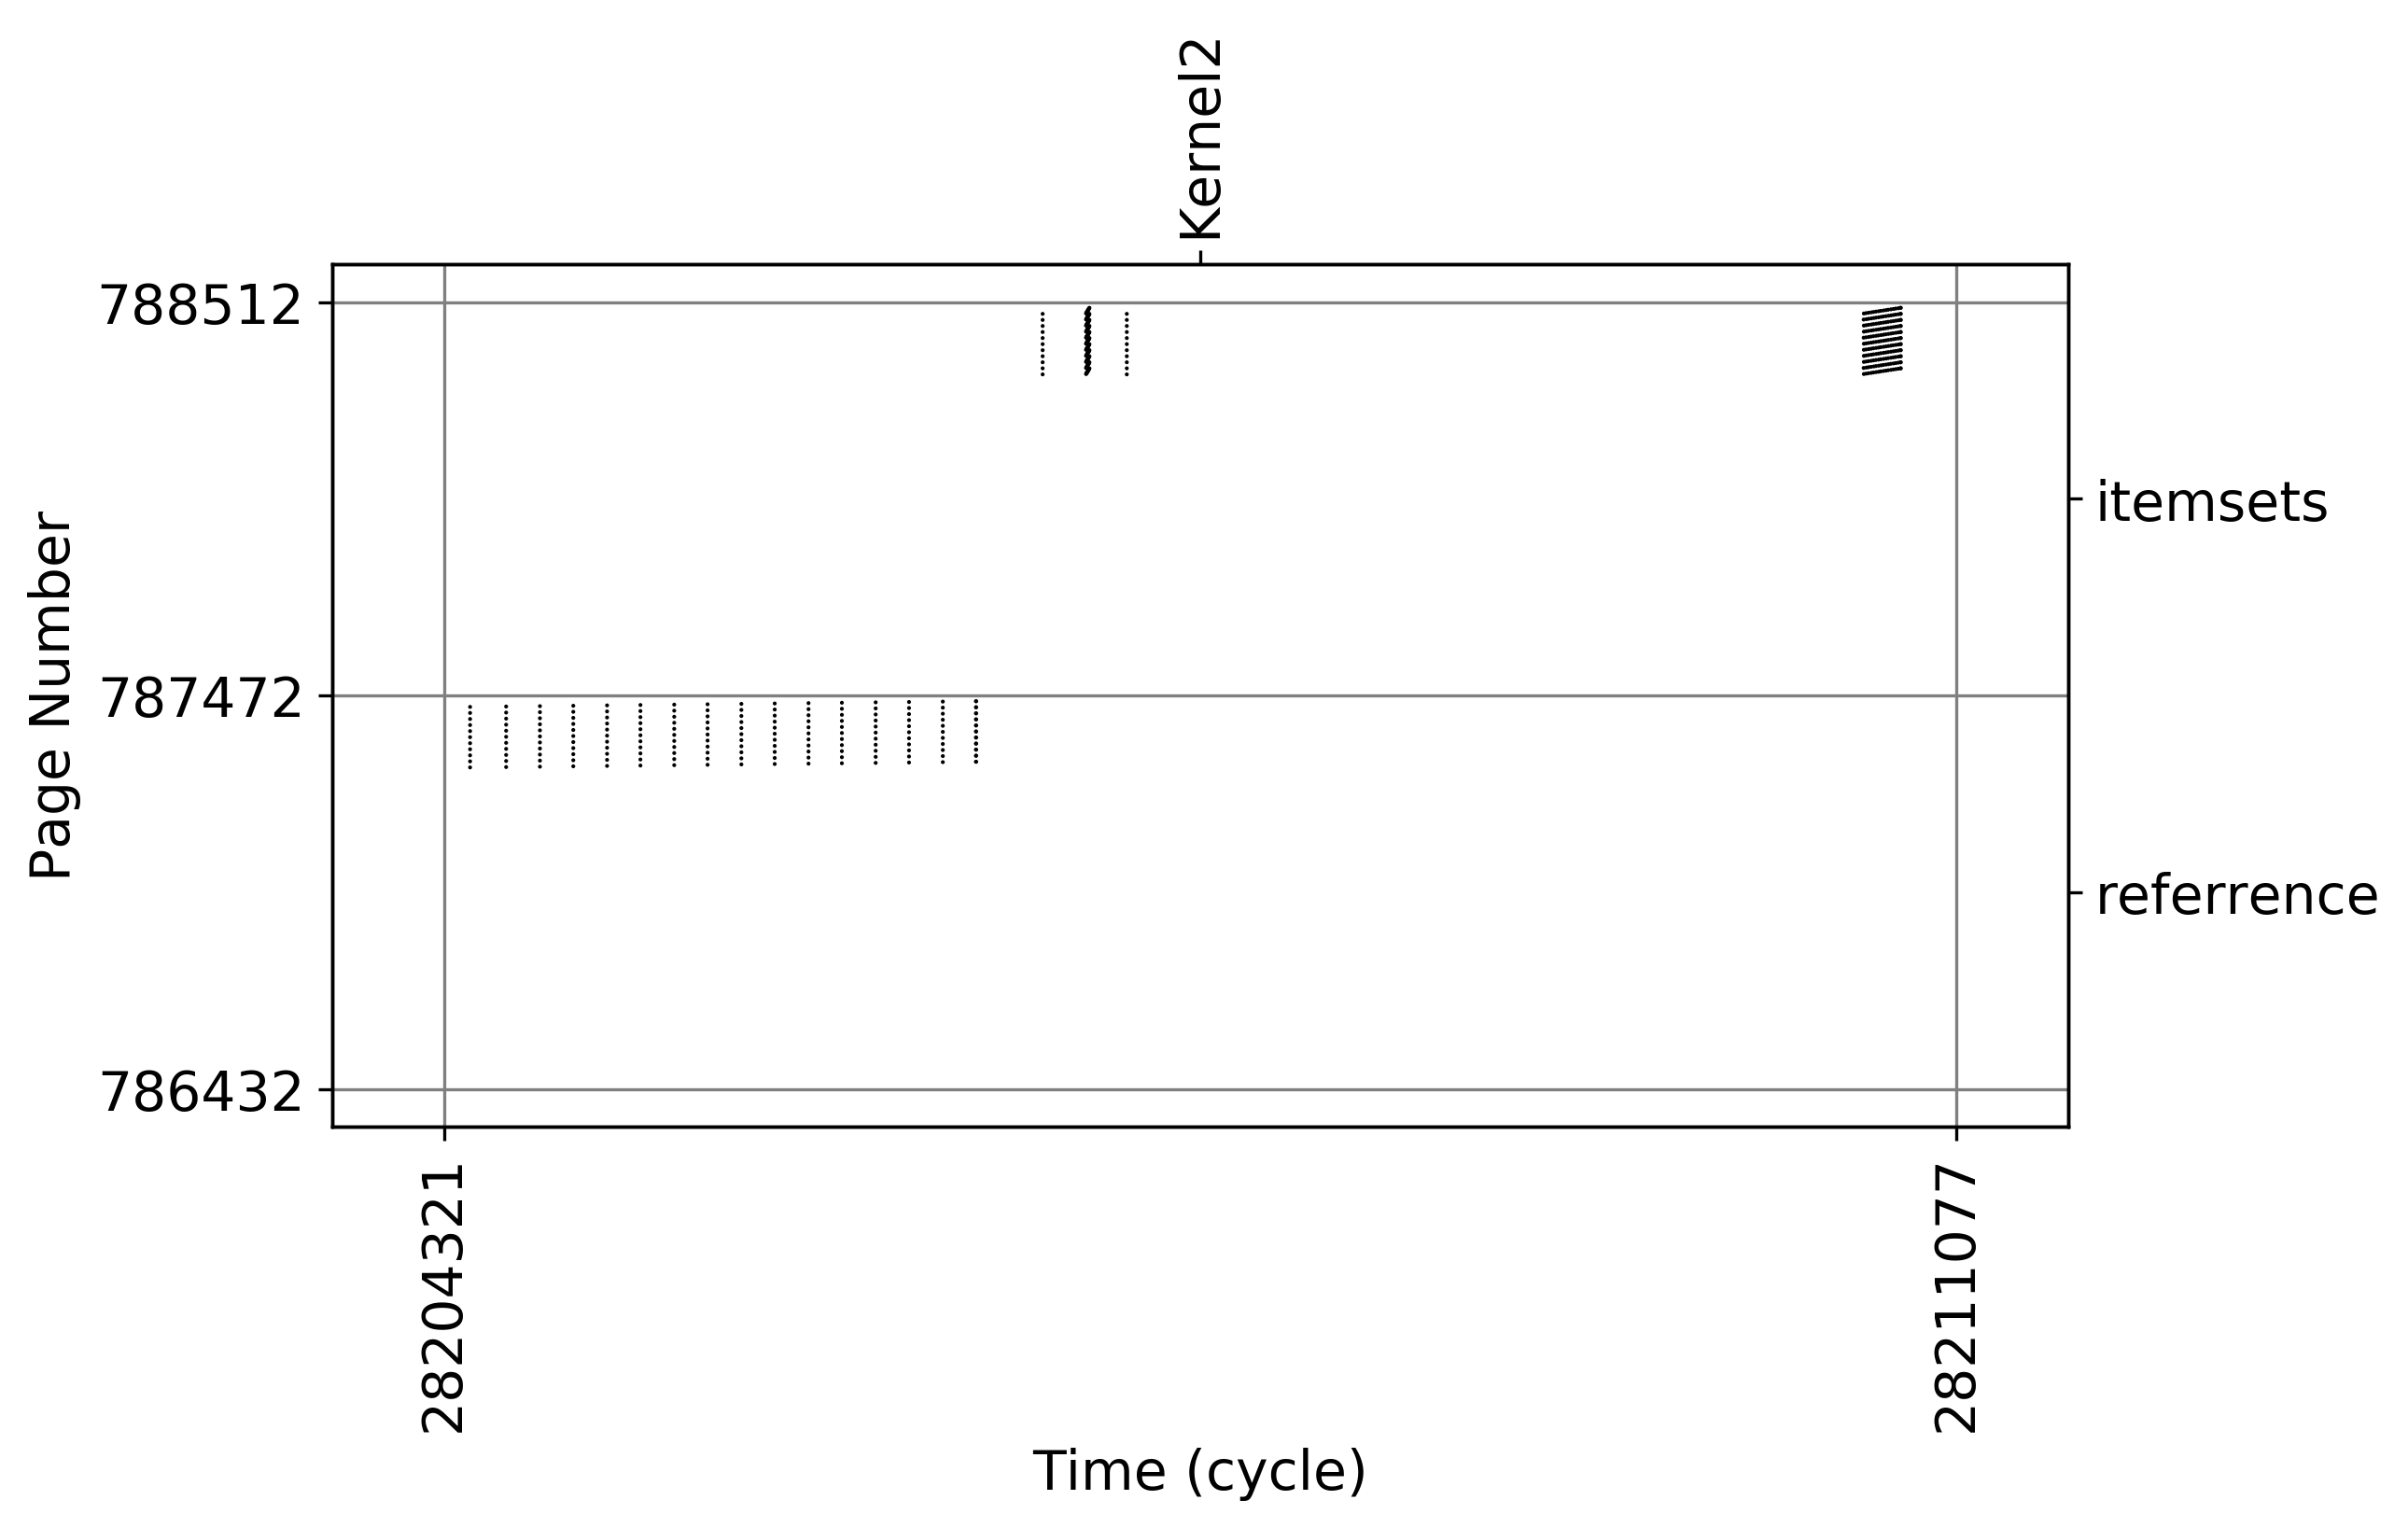 Kernel2
788512
787472
786432
Page Number
itemsets
referrence
28204321
28211077
Time (cycle)